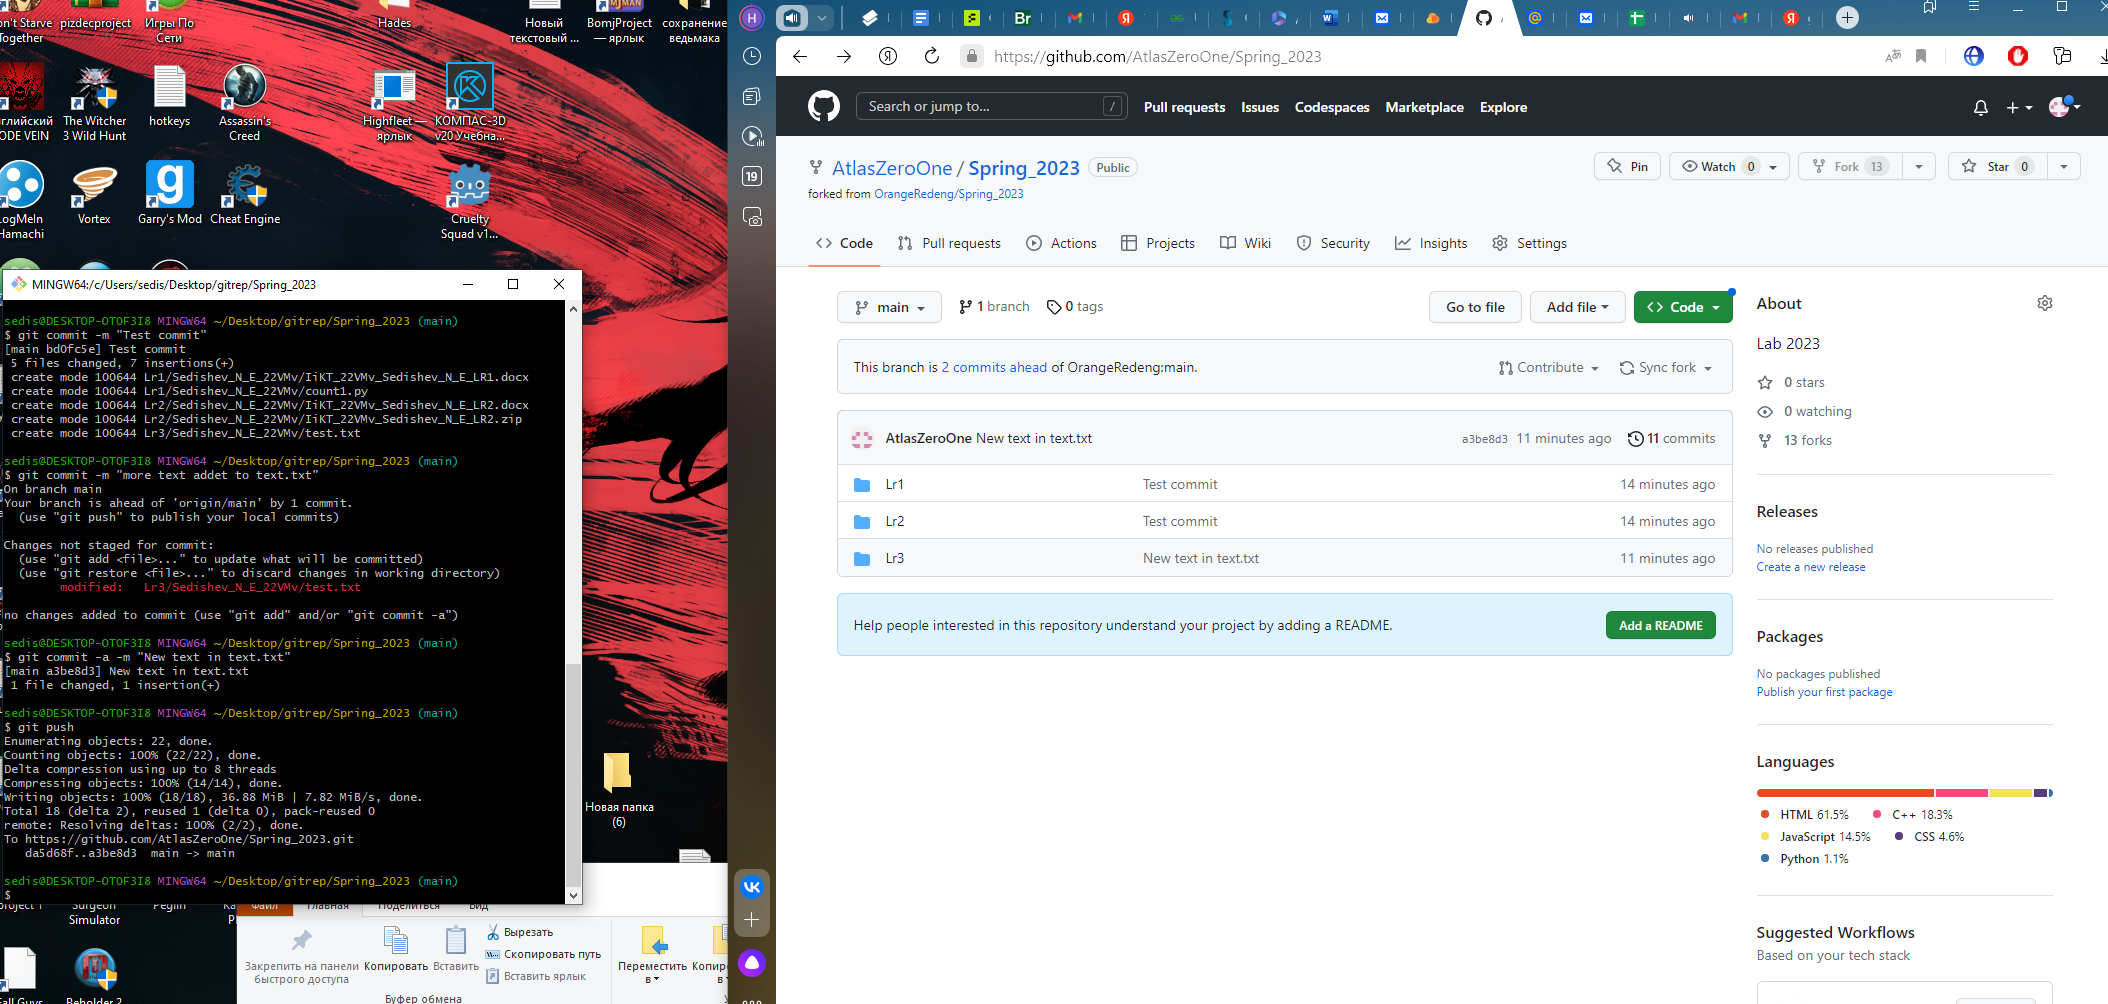 on't Starve Together
pizdecproject
Игры По Сети
Hades
Новый текстовый ...
BomjProject — ярлык
сохранение ведьмака
нглийский
ODE VEIN
The Witcher 3 Wild Hunt
hotkeys
Assassin's Creed
Highfleet — ярлык
КОМПАС-3D v20 Учебна...
LogMeIn Hamachi
Vortex
Garry's Mod
Cheat Engine
Cruelty Squad v1...
MINGW64:/c/Users/sedis/Desktop/gitrep/Spring_2023
sedis@DESKTOP-OTOF3I8 MINGW64 ~/Desktop/gitrep/Spring_2023 (main)
$ git commit -m "Test commit"
[main bd0fc5e] Test commit
5 files changed, 7 insertions(+)
create mode 100644 Lr1/Sedishev_N_E_22VMv/IiKT_22VMv_Sedishev_N_E_LR1.docx
create mode 100644 Lr1/Sedishev_N_E_22VMv/count1.py
create mode 100644 Lr2/Sedishev_N_E_22VMv/IiKT_22VMv_Sedishev_N_E_LR2.docx
create mode 100644 Lr2/Sedishev_N_E_22VMv/IiKT_22VMv_Sedishev_N_E_LR2.zip
create mode 100644 Lr3/Sedishev_N_E_22VMv/test.txt
sedis@DESKTOP-OTOF3I8 MINGW64 ~/Desktop/gitrep/Spring_2023 (main)
$ git commit -m "more text addet to text.txt"
On branch main
Your branch is ahead of 'origin/main' by 1 commit.
(use "git push" to publish your local commits)
Changes not staged for commit:
(use "git add <file>..." to update what will be committed)
(use "git restore <file>..." to discard changes in working directory)
modified:   Lr3/Sedishev_N_E_22VMv/test.txt
no changes added to commit (use "git add" and/or "git commit -a")
sedis@DESKTOP-OTOF3I8 MINGW64 ~/Desktop/gitrep/Spring_2023 (main)
$ git commit -a -m "New text in text.txt"
[main a3be8d3] New text in text.txt
1 file changed, 1 insertion(+)
sedis@DESKTOP-OTOF3I8 MINGW64 ~/Desktop/gitrep/Spring_2023 (main)
$ git push
Enumerating objects: 22, done.
Counting objects: 100% (22/22), done.
Delta compression using up to 8 threads
Compressing objects: 100% (14/14), done.
Writing objects: 100% (18/18), 36.88 MiB | 7.82 MiB/s, done.
Total 18 (delta 2), reused 1 (delta 0), pack-reused 0
remote: Resolving deltas: 100% (2/2), done.
To https://github.com/AtlasZeroOne/Spring_2023.git
da5d68f..a3be8d3  main -> main
sedis@DESKTOP-OTOF3I8 MINGW64 ~/Desktop/gitrep/Spring_2023 (main)
$
Новая папка (6)
roject 1
Surgeon Simulator
Peglin
Fall Guys
Beholder 2
Файл
Главная
Поделиться
Вид
Закрепить на панели быстрого доступа
Копировать
Вставить
Вырезать
Скопировать путь
Вставить ярлык
Переместить в
Буфер обмена
H
19
https://github.com/AtlasZeroOne/Spring_2023
Search or jump to... /
Pull requests
Issues
Codespaces
Marketplace
Explore
AtlasZeroOne / Spring_2023 Public
forked from OrangeRedeng/Spring_2023
Pin
Watch 0
Fork 13
Star 0
Code
Pull requests
Actions
Projects
Wiki
Security
Insights
Settings
main
1 branch
0 tags
Go to file
Add file
Code
This branch is 2 commits ahead of OrangeRedeng:main.
Contribute
Sync fork
AtlasZeroOne New text in text.txt
a3be8d3 11 minutes ago
11 commits
Lr1 Test commit 14 minutes ago
Lr2 Test commit 14 minutes ago
Lr3 New text in text.txt 11 minutes ago
Help people interested in this repository understand your project by adding a README.
Add a README
About
Lab 2023
0 stars
0 watching
13 forks
Releases
No releases published
Create a new release
Packages
No packages published
Publish your first package
Languages
HTML 61.5%
C++ 18.3%
JavaScript 14.5%
CSS 4.6%
Python 1.1%
Suggested Workflows
Based on your tech stack